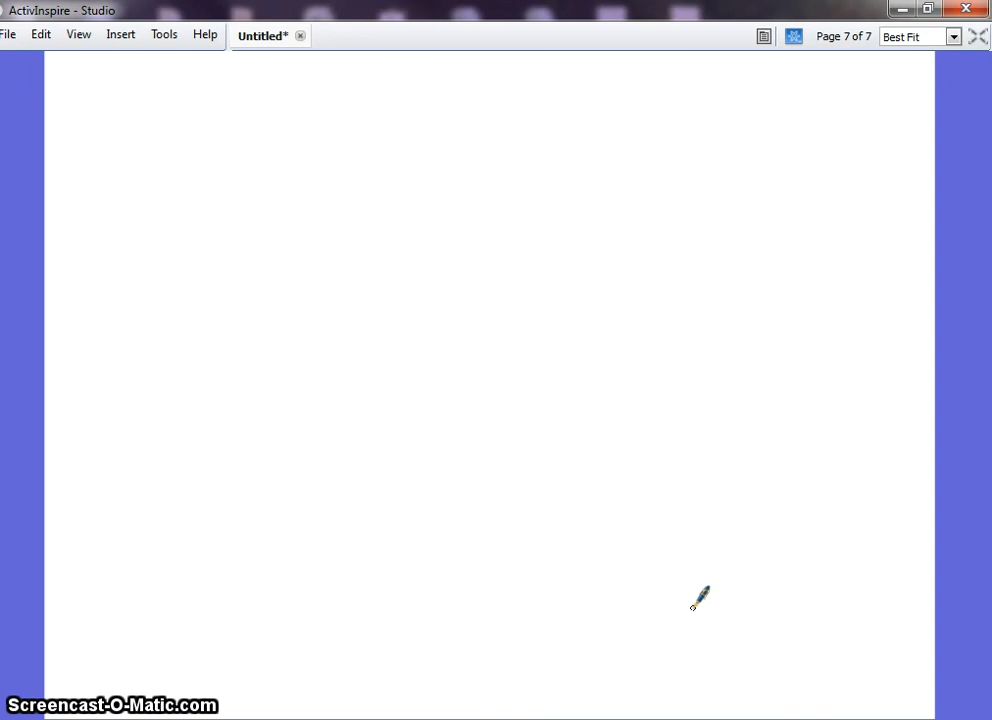 ActivInspire - Studio
File Edit View Insert Tools Help Untitled* Page 7 of 7 Best Fit
Screencast-O-Matic.com